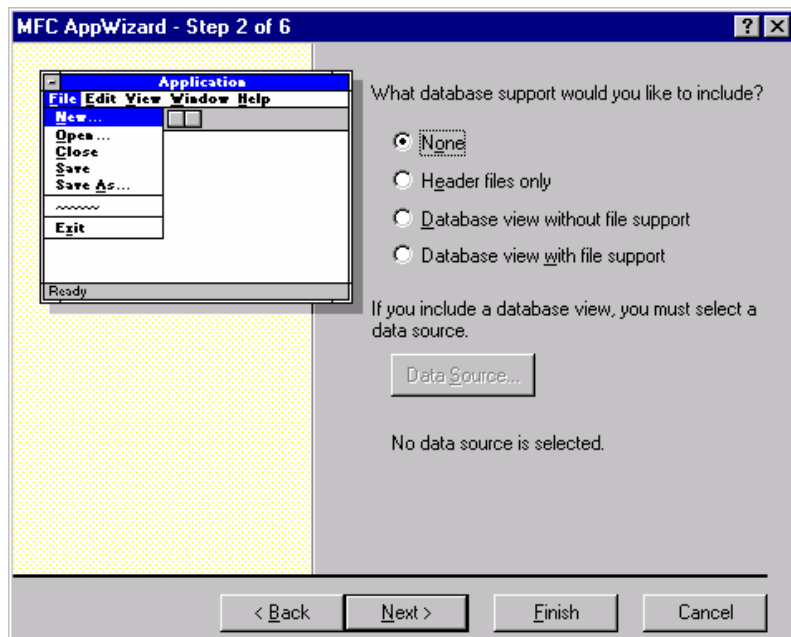 MFC AppWizard - Step 2 of 6
Application
File Edit View Window Help
New...
Open...
Close
Save
Save As...
Exit
Ready
What database support would you like to include?
None
Header files only
Database view without file support
Database view with file support
If you include a database view, you must select a
data source.
Data Source...
No data source is selected.
< Back Next > Finish Cancel